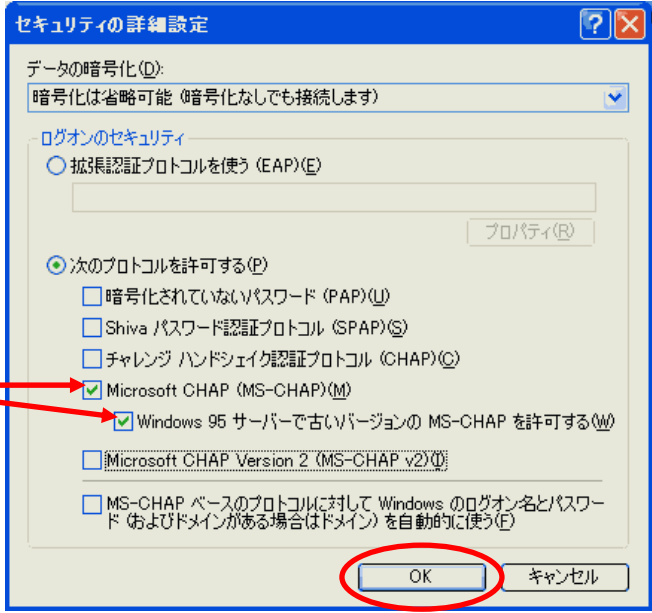 セキュリティの詳細設定
データの暗号化(D):
暗号化は省略可能 (暗号化なしでも接続します)
ログオンのセキュリティ
拡張認証プロトコルを使う (EAP)(E)
プロパティ(R)
次のプロトコルを許可する(P)
暗号化されていないパスワード (PAP)(U)
Shiva パスワード認証プロトコル (SPAP)(S)
チャレンジ ハンドシェイク認証プロトコル (CHAP)(C)
Microsoft CHAP (MS-CHAP)(M)
Windows 95 サーバーで古いバージョンの MS-CHAP を許可する(W)
Microsoft CHAP Version 2 (MS-CHAP v2)(I)
MS-CHAP ベースのプロトコルに対して Windows のログオン名とパスワー
ド (およびドメインがある場合はドメイン) を自動的に使う(F)
OK キャンセル